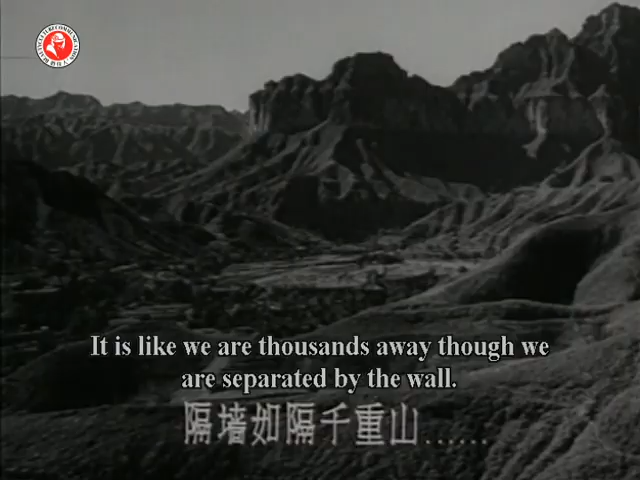 It is like we are thousands away though we
are separated by the wall.
隔墙如隔千重山......